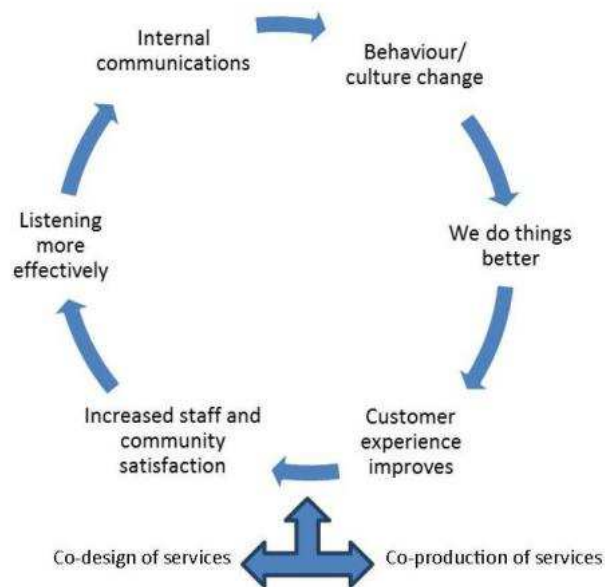 Internal
communications
Behaviour/
culture change
We do things
better
Customer
experience
improves
Increased staff and
community
satisfaction
Listening
more
effectively
Co-design of services
Co-production of services